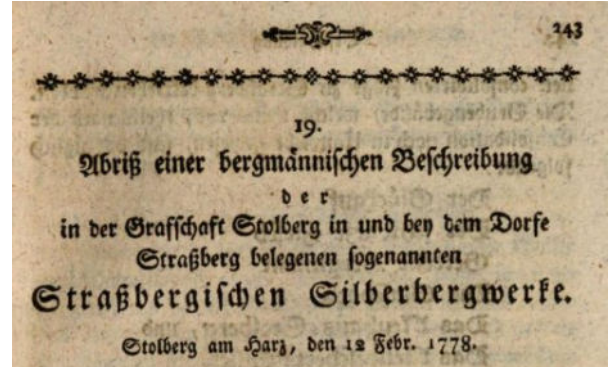 243
19.
Abriß einer bergmännischen Beschreibung
der
in der Grafschaft Stolberg in und bey dem Dorfe
Straßberg belegenen sogenannten
Straßbergischen Silberbergwerke.
Stolberg am Harz, den 12 Febr. 1778.